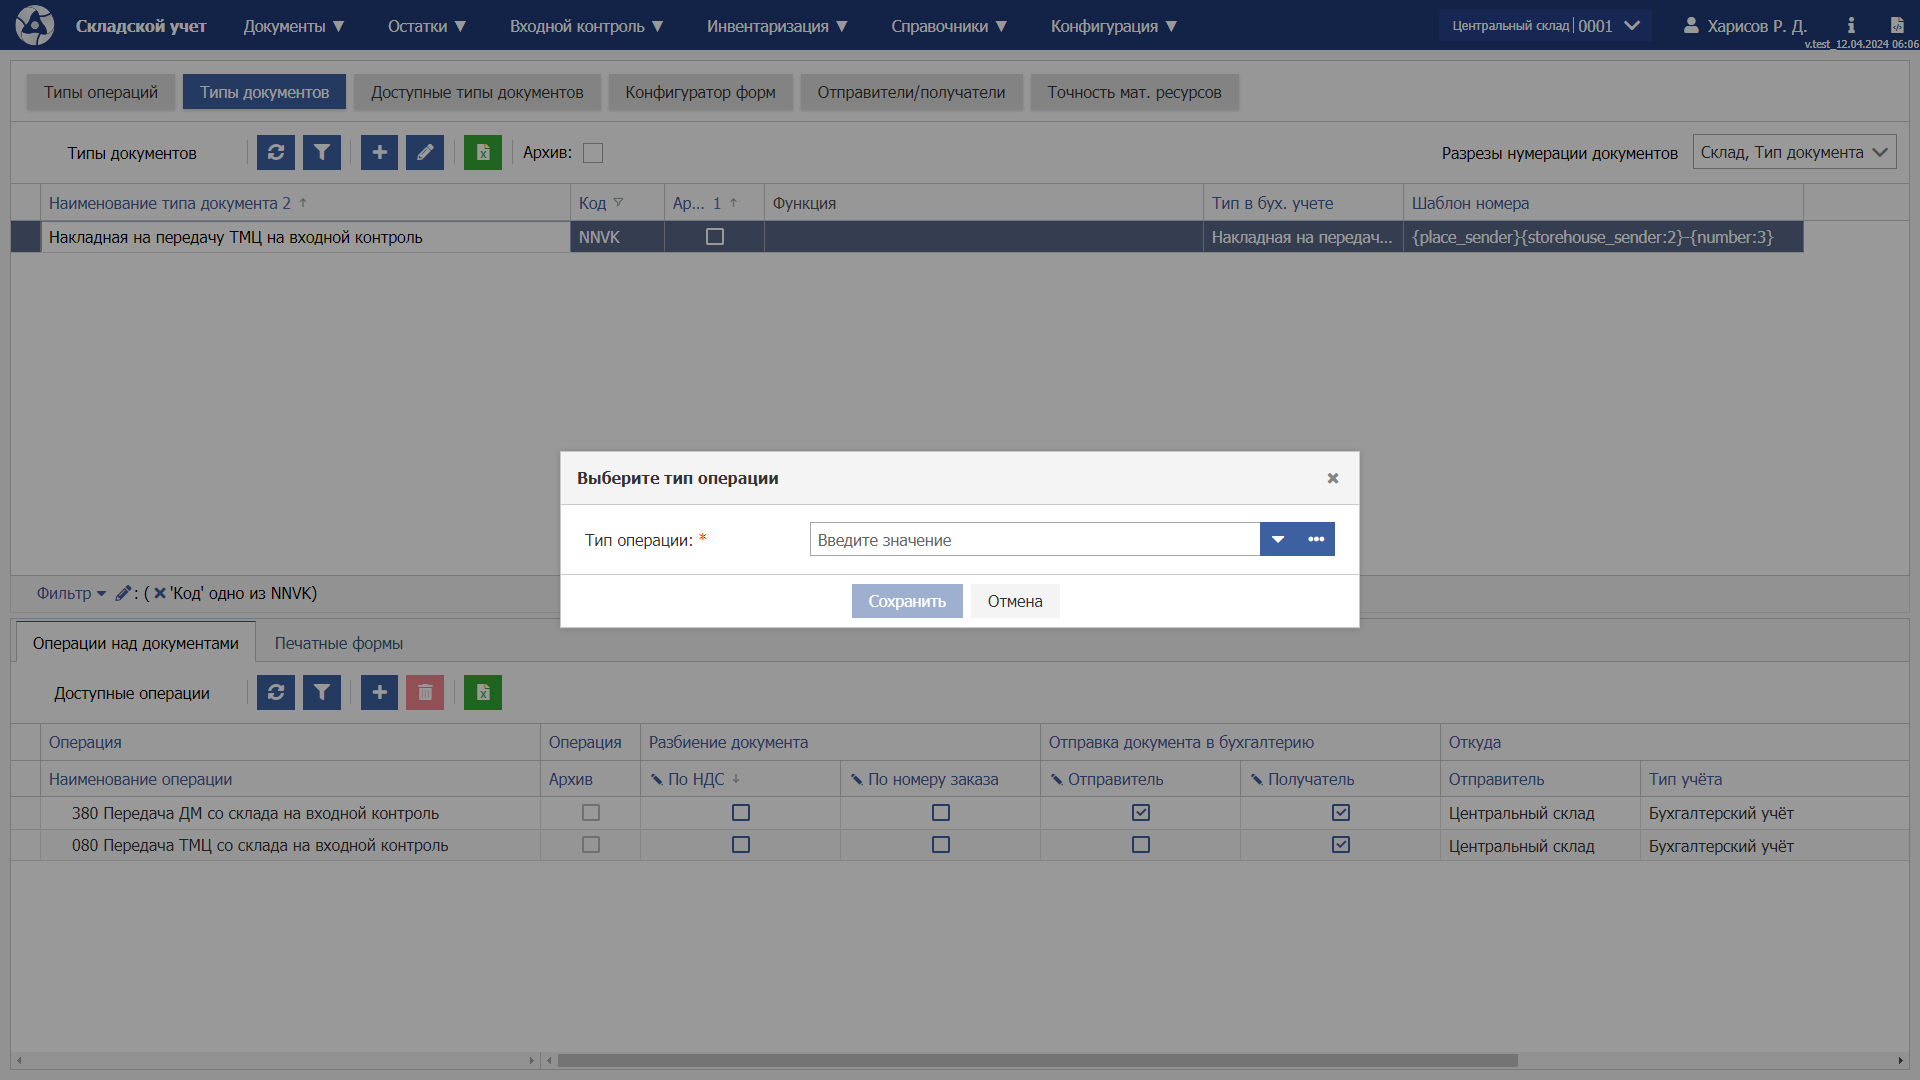 Складской учет
Документы ▼
Остатки ▼
Входной контроль ▼
Инвентаризация ▼
Справочники ▼
Конфигурация ▼
Центральный склад | 0001
Харисов Р. Д.
v.test_12.04.2024 06:06
Типы операций
Типы документов
Доступные типы документов
Конфигуратор форм
Отправители/получатели
Точность мат. ресурсов
Типы документов
Архив:
Разрезы нумерации документов
Склад, Тип документа
Наименование типа документа 2 ↑
Код
Ар... 1 ↑
Функция
Тип в бух. учете
Шаблон номера
Накладная на передачу ТМЦ на входной контроль
NNVK
Накладная на передач...
{place_sender}{storehouse_sender:2}-{number:3}
Выберите тип операции
Тип операции: *
Введите значение
Сохранить
Отмена
Фильтр : ( 'Код' одно из NNVK)
Операции над документами
Печатные формы
Доступные операции
Операция
Операция
Разбиение документа
Отправка документа в бухгалтерию
Откуда
Наименование операции
Архив
По НДС ↓
По номеру заказа
Отправитель
Получатель
Отправитель
Тип учёта
380 Передача ДМ со склада на входной контроль
Центральный склад
Бухгалтерский учёт
080 Передача ТМЦ со склада на входной контроль
Центральный склад
Бухгалтерский учёт